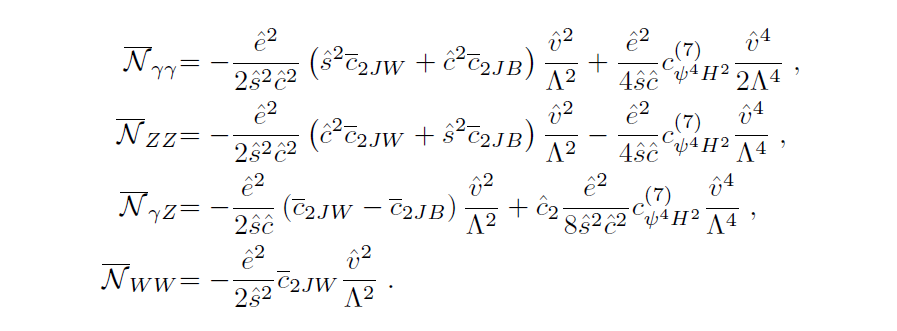 $\overline{\mathcal{N}}_{\gamma\gamma} = -\frac{\hat{e}^2}{2\hat{s}^2\hat{c}^2} \left(\hat{s}^2 \overline{c}_{2JW} + \hat{c}^2 \overline{c}_{2JB}\right) \frac{\hat{v}^2}{\Lambda^2} + \frac{\hat{e}^2}{4\hat{s}\hat{c}} c^{(7)}_{\psi^4 H^2} \frac{\hat{v}^4}{2\Lambda^4} \ ,$
$\overline{\mathcal{N}}_{ZZ} = -\frac{\hat{e}^2}{2\hat{s}^2\hat{c}^2} \left(\hat{c}^2 \overline{c}_{2JW} + \hat{s}^2 \overline{c}_{2JB}\right) \frac{\hat{v}^2}{\Lambda^2} - \frac{\hat{e}^2}{4\hat{s}\hat{c}} c^{(7)}_{\psi^4 H^2} \frac{\hat{v}^4}{\Lambda^4} \ ,$
$\overline{\mathcal{N}}_{\gamma Z} = -\frac{\hat{e}^2}{2\hat{s}\hat{c}} \left(\overline{c}_{2JW} - \overline{c}_{2JB}\right) \frac{\hat{v}^2}{\Lambda^2} + \hat{c}_2 \frac{\hat{e}^2}{8\hat{s}^2\hat{c}^2} c^{(7)}_{\psi^4 H^2} \frac{\hat{v}^4}{\Lambda^4} \ ,$
$\overline{\mathcal{N}}_{WW} = -\frac{\hat{e}^2}{2\hat{s}^2} \overline{c}_{2JW} \frac{\hat{v}^2}{\Lambda^2} \ .$